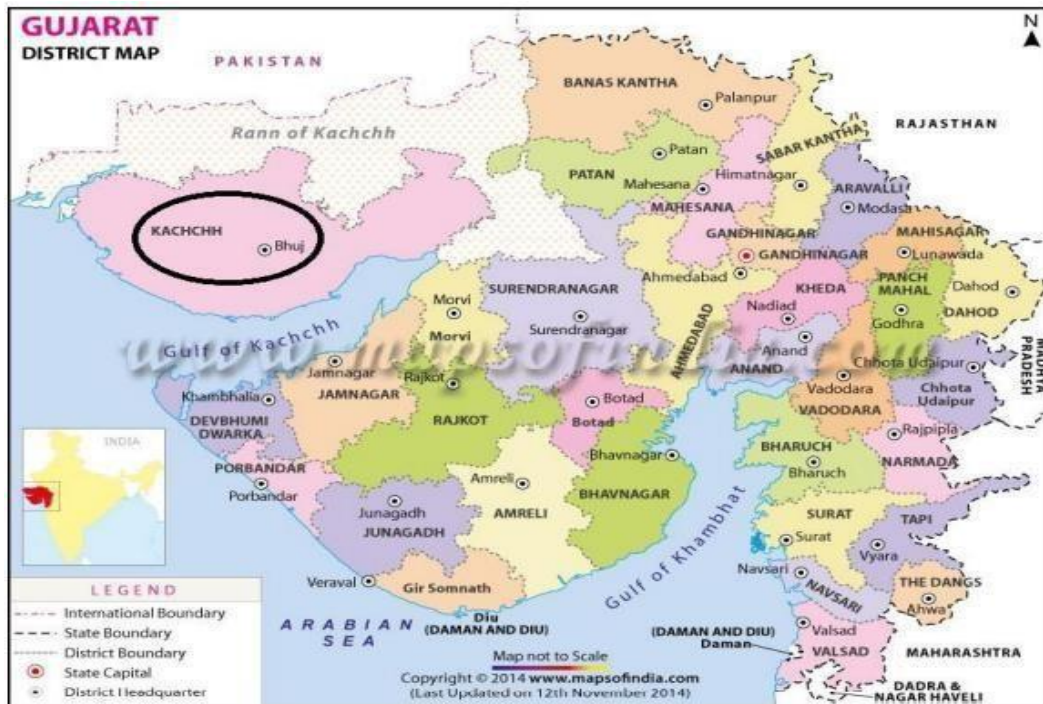 GUJARAT
DISTRICT MAP
N
PAKISTAN
BANAS KANTHA
Palanpur
Rann of Kachchh
RAJASTHAN
SABAR KANTHA
Patan
PATAN
Mahesana
Himatnagar
ARAVALLI
MAHESANA
Modasa
KACHCHH
Bhuj
GANDHINAGAR
MAHISAGAR
GANDHINAGAR
Lunawada
Ahmedabad
SURENDRANAGAR
KHEDA
PANCH
MAHAL
Dahod
Morvi
Nadiad
DAHOD
Surendranagar
Godhra
Morvi
AHMEDABAD
www.mapsofindia.com
Gulf of Kachchh
Anand
MADHYA
PRADESH
Jamnagar
ANAND
Chhota Udaipur
Rajkot
Vadodara
Chhota
Udaipur
Khambhalia
JAMNAGAR
Botad
VADODARA
DEVBHUMI
DWARKA
RAJKOT
Botad
Rajpipla
BHARUCH
NARMADA
INDIA
Bhavnagar
Bharuch
PORBANDAR
Amreli
Porbandar
BHAVNAGAR
Junagadh
AMRELI
SURAT
TAPI
JUNAGADH
Gulf of Khambhat
Surat
Vyara
Navsari
Veraval
Gir Somnath
NAVSARI
THE DANGS
Ahwa
LEGEND
International Boundary
State Boundary
District Boundary
State Capital
District Headquarter
Diu
(DAMAN AND DIU)
ARABIAN
SEA
(DAMAN AND DIU)
Daman
Valsad
VALSAD
MAHARASHTRA
Map not to Scale
Copyright © 2014 www.mapsofindia.com
(Last Updated on 12th November 2014)
DADRA &
NAGAR HAVELI